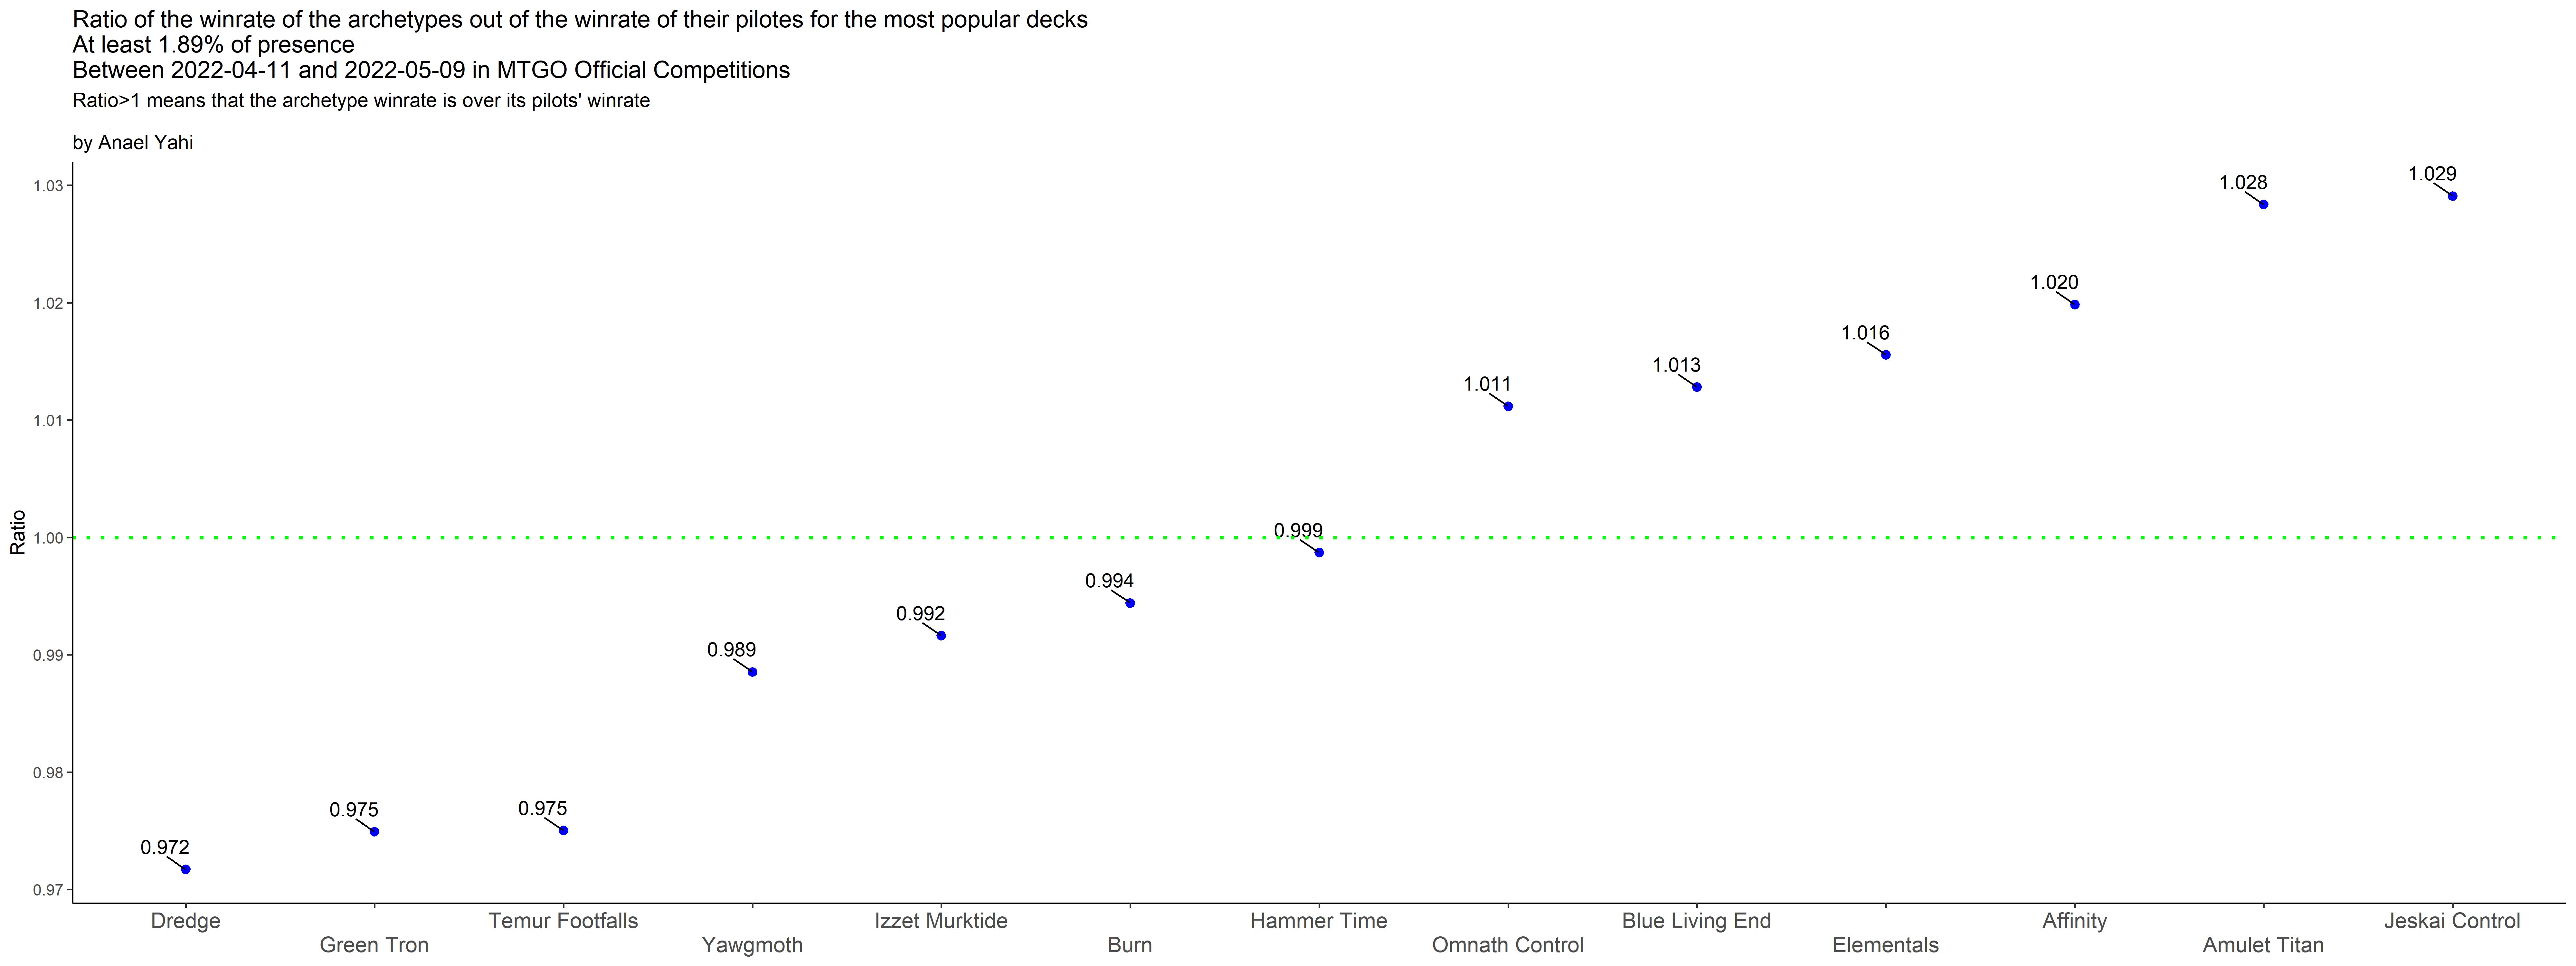 Ratio of the winrate of the archetypes out of the winrate of their pilotes for the most popular decks
At least 1.89% of presence
Between 2022-04-11 and 2022-05-09 in MTGO Official Competitions
Ratio>1 means that the archetype winrate is over its pilots' winrate
by Anael Yahi
Ratio
1.03
1.02
1.01
1.00
0.99
0.98
0.97
0.972
0.975
0.975
0.989
0.992
0.994
0.999
1.011
1.013
1.016
1.020
1.028
1.029
Dredge
Green Tron
Temur Footfalls
Yawgmoth
Izzet Murktide
Burn
Hammer Time
Omnath Control
Blue Living End
Elementals
Affinity
Amulet Titan
Jeskai Control